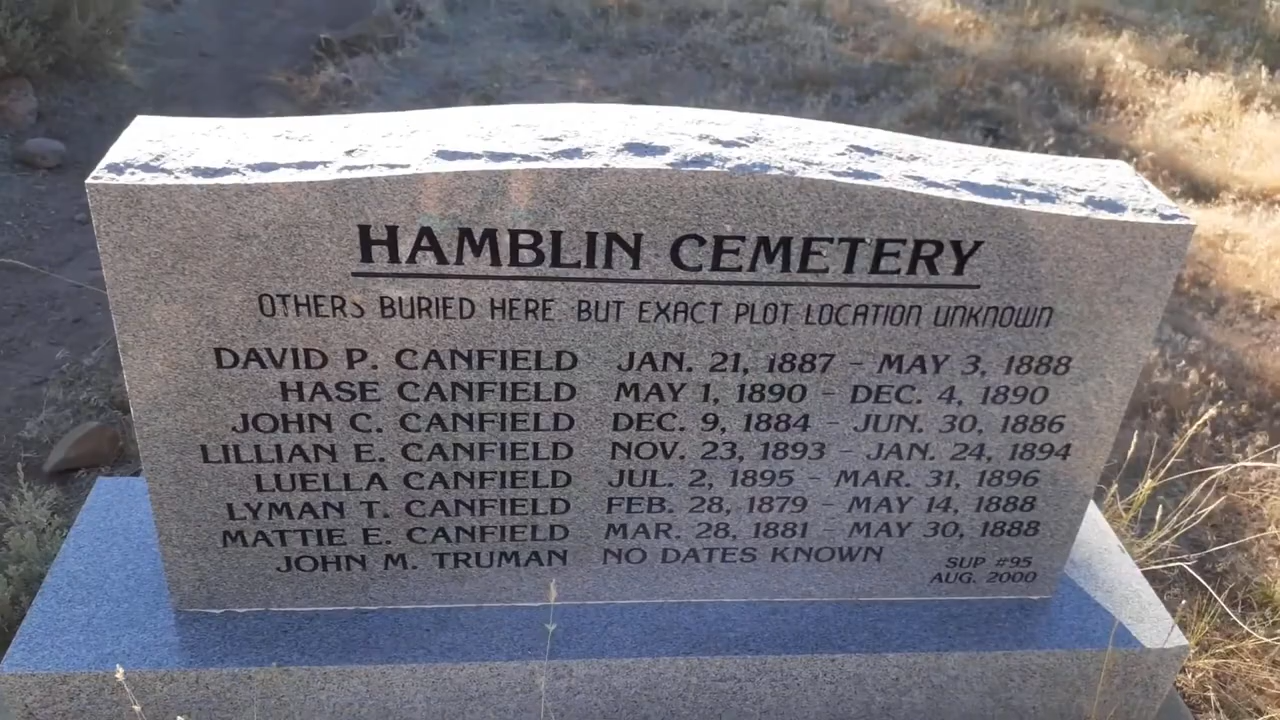 HAMBLIN CEMETERY
OTHERS BURIED HERE BUT EXACT PLOT LOCATION UNKNOWN
DAVID P. CANFIELD JAN. 21, 1887 - MAY 3, 1888
HASE CANFIELD MAY 1, 1890 - DEC. 4, 1890
JOHN C. CANFIELD DEC. 9, 1884 - JUN. 30, 1886
LILLIAN E. CANFIELD NOV. 23, 1893 - JAN. 24, 1894
LUELLA CANFIELD JUL. 2, 1895 - MAR. 31, 1896
LYMAN T. CANFIELD FEB. 28, 1879 - MAY 14, 1888
MATTIE E. CANFIELD MAR. 28, 1881 - MAY 30, 1888
JOHN M. TRUMAN NO DATES KNOWN
SUP #95
AUG. 2000